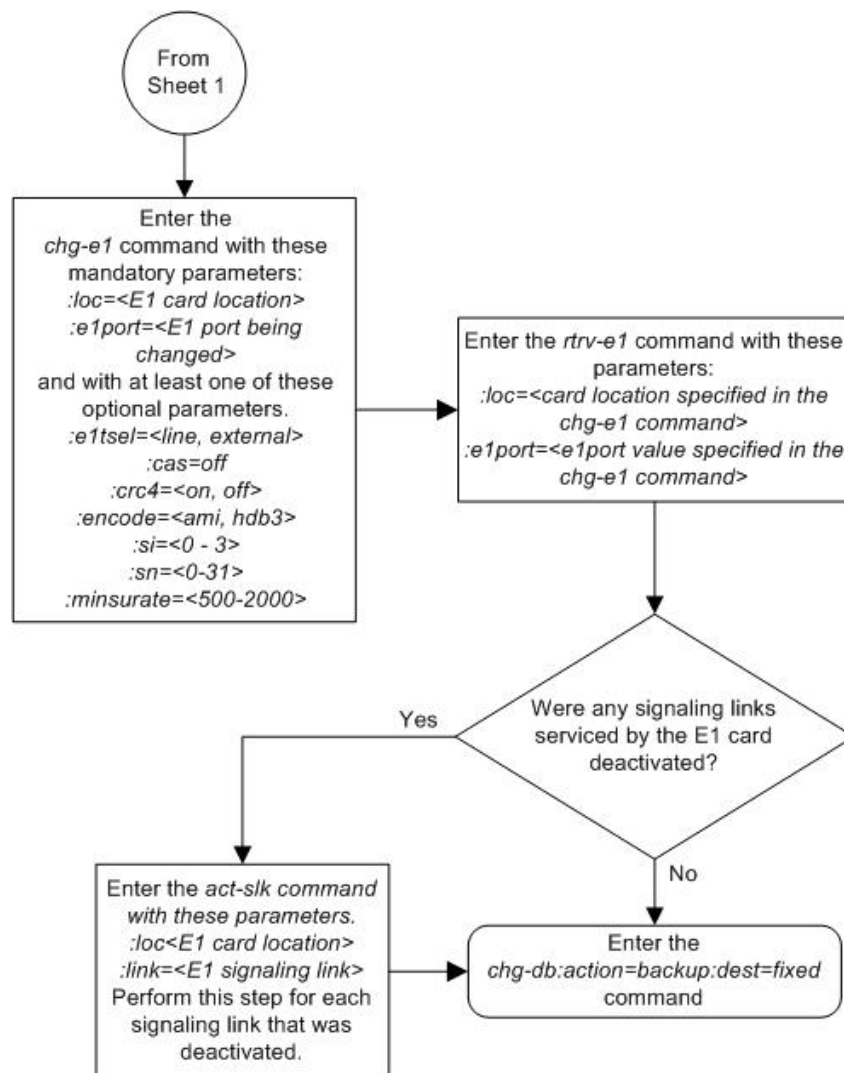 From
Sheet 1
Enter the
chg-e1 command with these
mandatory parameters:
:loc=<E1 card location>
:e1port=<E1 port being
changed>
and with at least one of these
optional parameters.
:e1tsel=<line, external>
:cas=off
:crc4=<on, off>
:encode=<ami, hdb3>
:si=<0 - 3>
:sn=<0-31>
:minsurate=<500-2000>
Enter the rtrv-e1 command with these
parameters:
:loc=<card location specified in the
chg-e1 command>
:e1port=<e1port value specified in the
chg-e1 command>
Were any signaling links
serviced by the E1 card
deactivated?
Yes
No
Enter the act-slk command
with these parameters.
:loc<E1 card location>
:link=<E1 signaling link>
Perform this step for each
signaling link that was
deactivated.
Enter the
chg-db:action=backup:dest=fixed
command